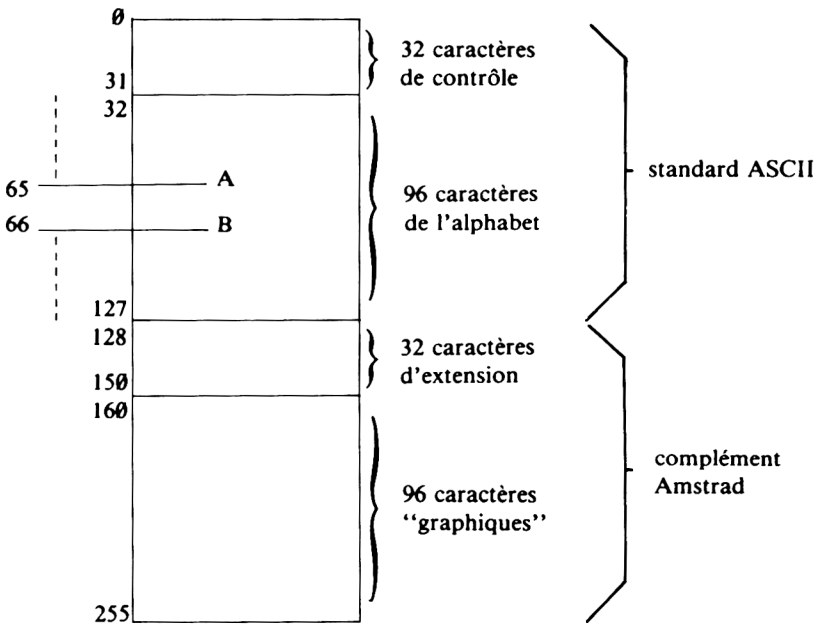 0
32 caractères
de contrôle
31
32
65
A
66
B
96 caractères
de l'alphabet
standard ASCII
127
128
32 caractères
d'extension
150
160
96 caractères
"graphiques"
complément
Amstrad
255